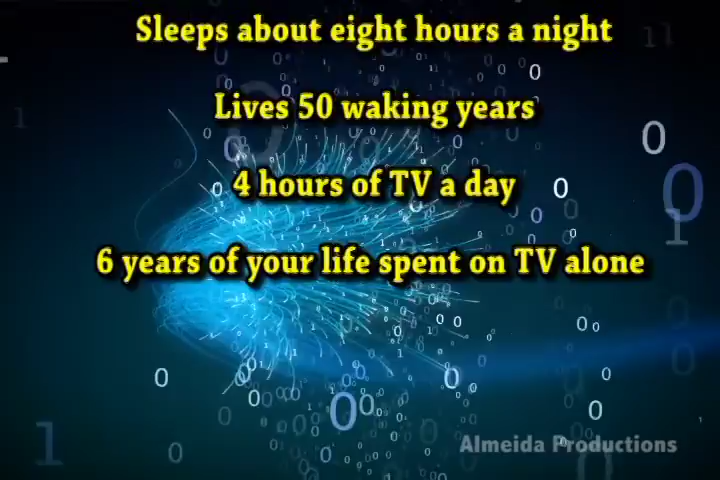 Sleeps about eight hours a night
Lives 50 waking years
4 hours of TV a day
6 years of your life spent on TV alone
Almeida Productions